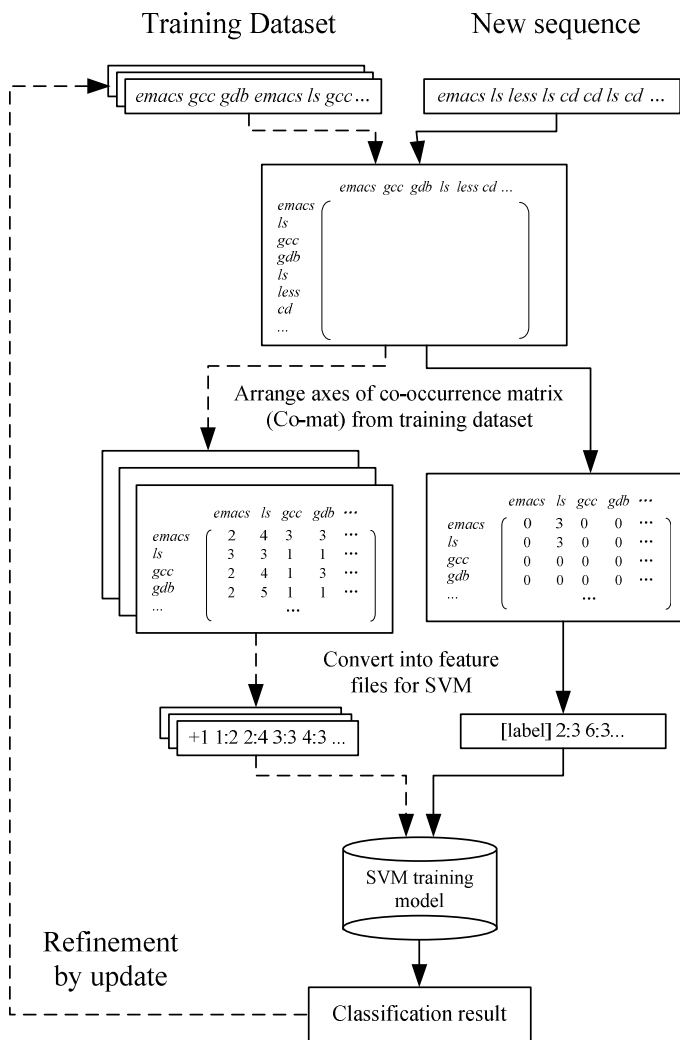 Training Dataset
New sequence
emacs gcc gdb emacs ls gcc ...
emacs ls less ls cd cd ls cd ...
emacs gcc gdb ls less cd ...
emacs
ls
gcc
gdb
ls
less
cd
...
Arrange axes of co-occurrence matrix
(Co-mat) from training dataset
emacs ls gcc gdb ...
emacs 2 4 3 3 ...
ls 3 3 1 1 ...
gcc 2 4 1 3 ...
gdb 2 5 1 1 ...
... ...
emacs ls gcc gdb ...
emacs 0 3 0 0 ...
ls 0 3 0 0 ...
gcc 0 0 0 0 ...
gdb 0 0 0 0 ...
... ...
Convert into feature
files for SVM
+1 1:2 2:4 3:3 4:3 ...
[label] 2:3 6:3...
SVM training
model
Refinement
by update
Classification result